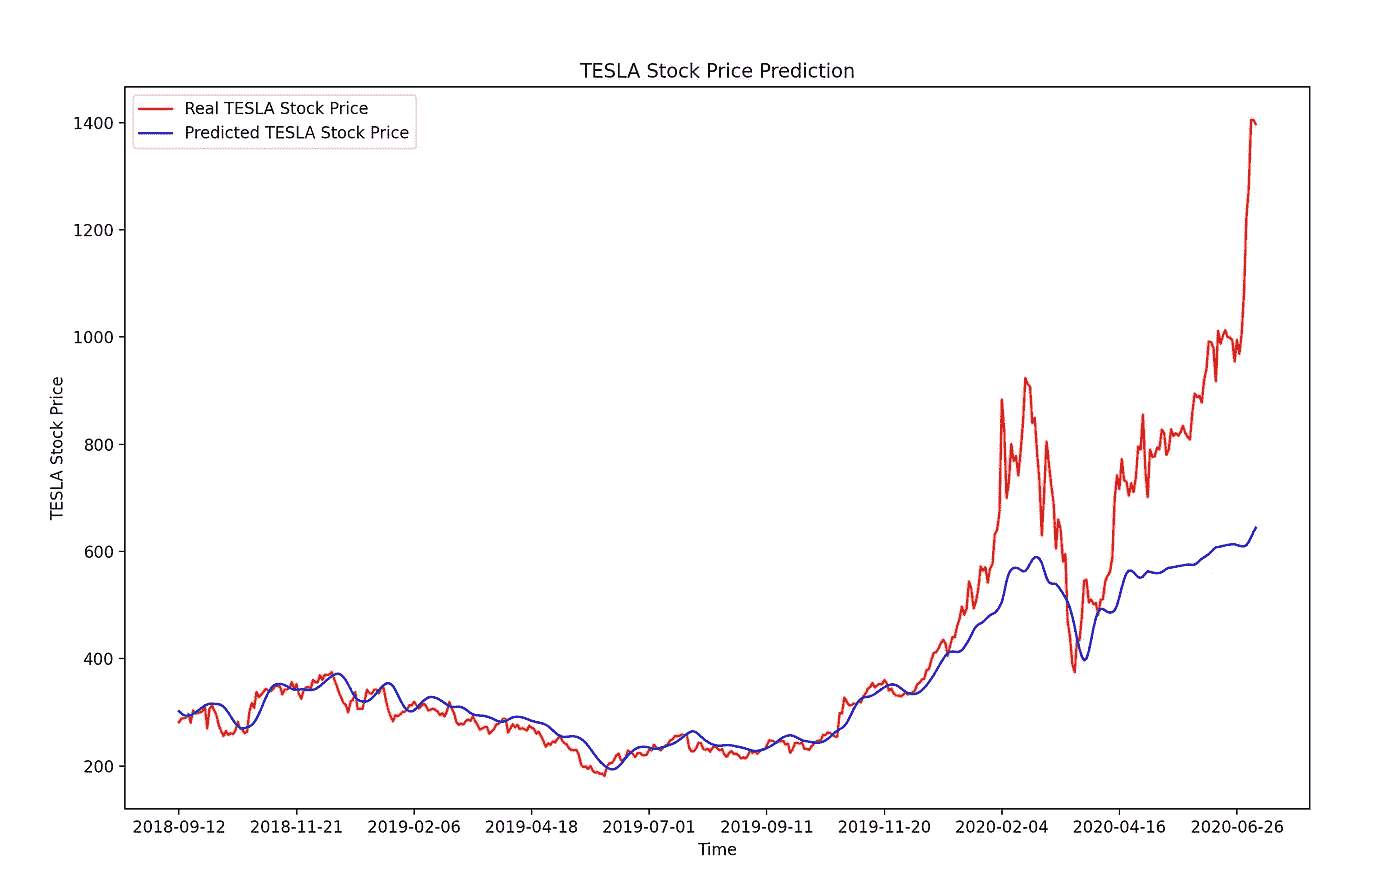 TESLA Stock Price Prediction
Real TESLA Stock Price
Predicted TESLA Stock Price
1400
1200
1000
800
600
400
200
TESLA Stock Price
2018-09-12 2018-11-21 2019-02-06 2019-04-18 2019-07-01 2019-09-11 2019-11-20 2020-02-04 2020-04-16 2020-06-26
Time